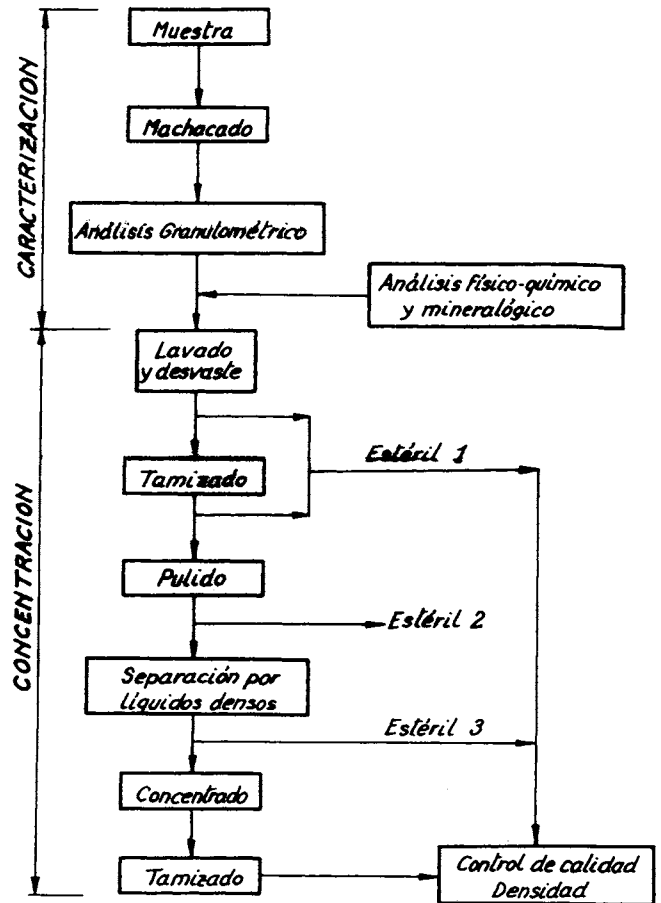 CARACTERIZACION
Muestra
Machacado
Análisis Granulométrico
Análisis físico-químico
y mineralógico
CONCENTRACION
Lavado
y desvaste
Estéril 1
Tamizado
Pulido
Estéril 2
Separación por
líquidos densos
Estéril 3
Concentrado
Tamizado
Control de calidad
Densidad